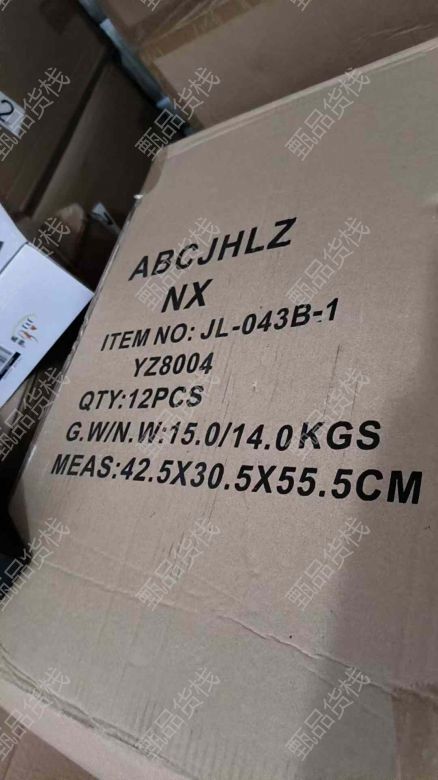 ABCJHLZ
NX
ITEM NO: JL-043B-1
YZ8004
QTY:12PCS
G.W/N.W:15.0/14.0KGS
MEAS:42.5X30.5X55.5CM
甄品货栈